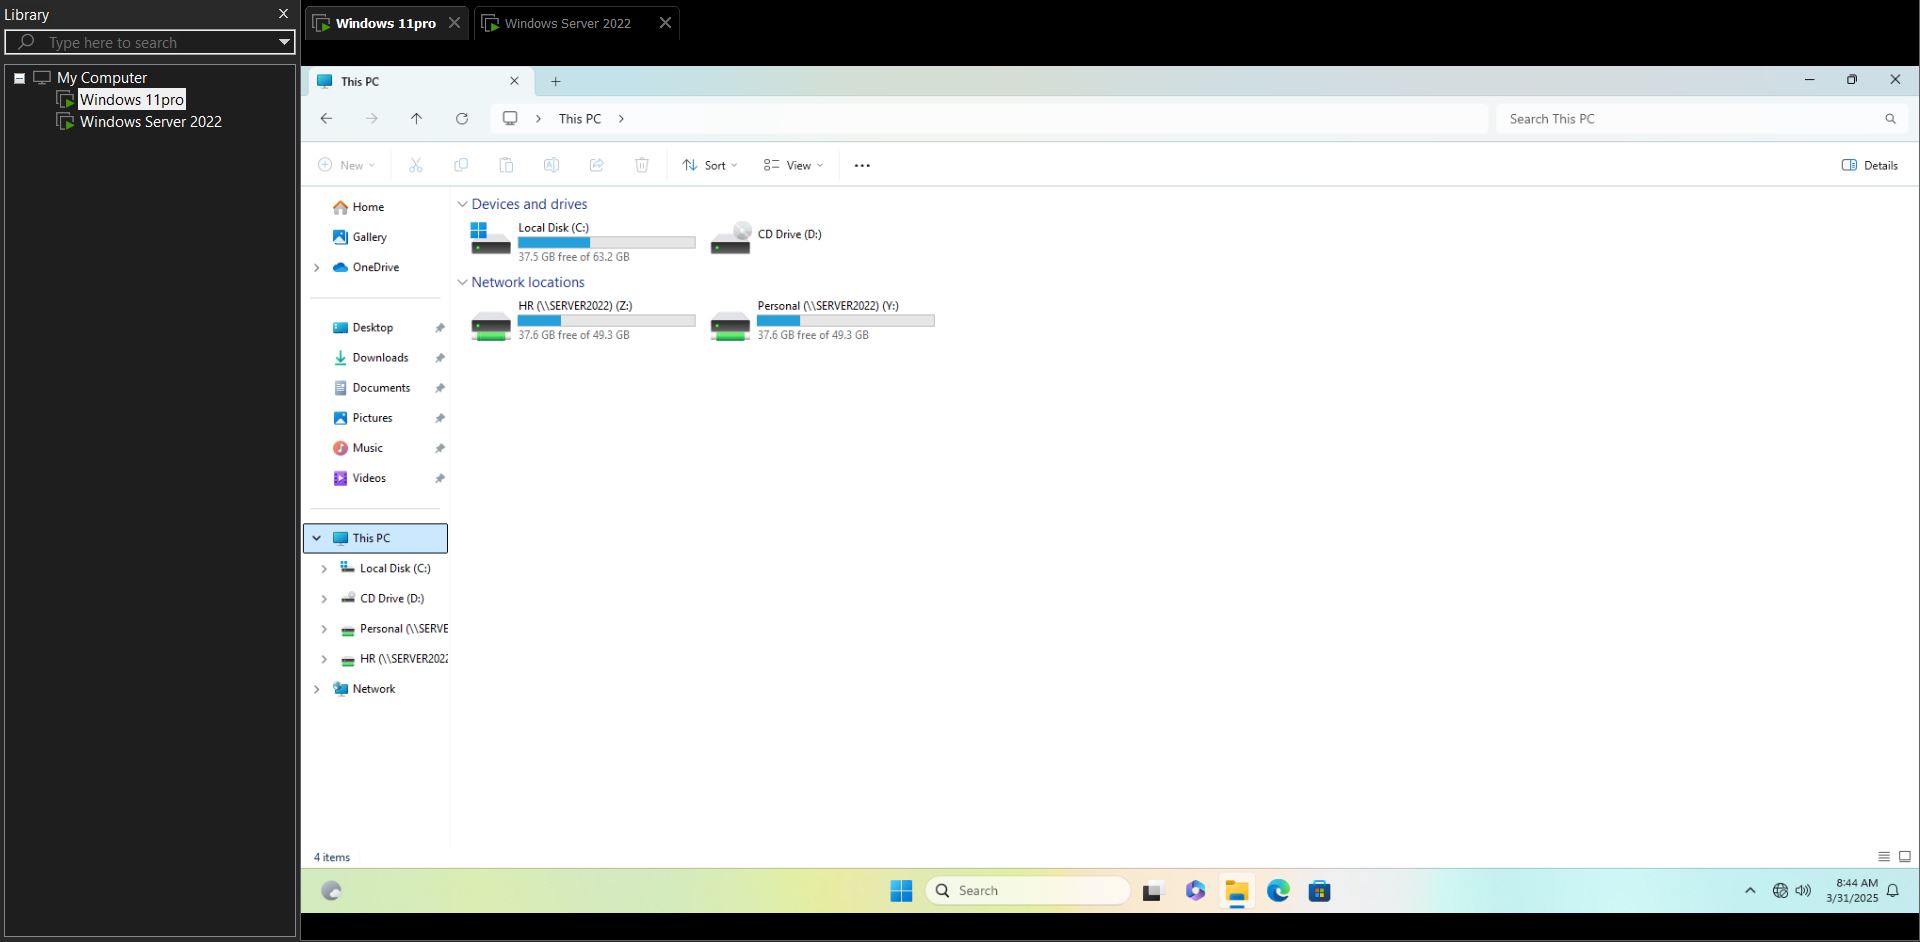 Library
Type here to search
My Computer
Windows 11pro
Windows Server 2022
Windows 11pro
Windows Server 2022
This PC
This PC
Search This PC
New
Sort
View
Details
Home
Gallery
OneDrive
Desktop
Downloads
Documents
Pictures
Music
Videos
This PC
Local Disk (C:)
CD Drive (D:)
Personal (\\SERVE
HR (\\SERVER2022
Network
Devices and drives
Local Disk (C:)
37.5 GB free of 63.2 GB
CD Drive (D:)
Network locations
HR (\\SERVER2022) (Z:)
37.6 GB free of 49.3 GB
Personal (\\SERVER2022) (Y:)
37.6 GB free of 49.3 GB
4 items
Search
8:44 AM
3/31/2025